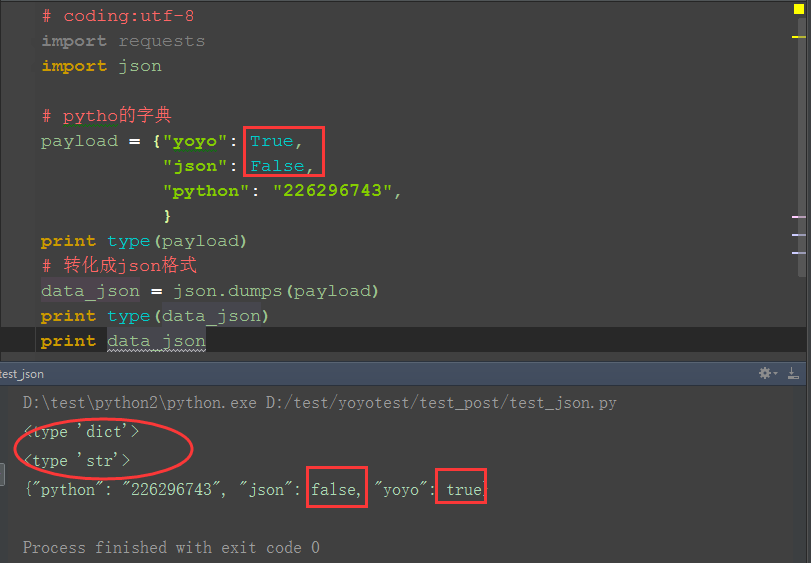 # coding:utf-8
import requests
import json
# pytho的字典
payload = {"yoyo": True,
"json": False,
"python": "226296743",
}
print type(payload)
# 转化成json格式
data_json = json.dumps(payload)
print type(data_json)
print data_json
test_json
D:\test\python2\python.exe D:/test/yoyotest/test_post/test_json.py
<type 'dict'>
<type 'str'>
{"python": "226296743", "json": false, "yoyo": true}
Process finished with exit code 0